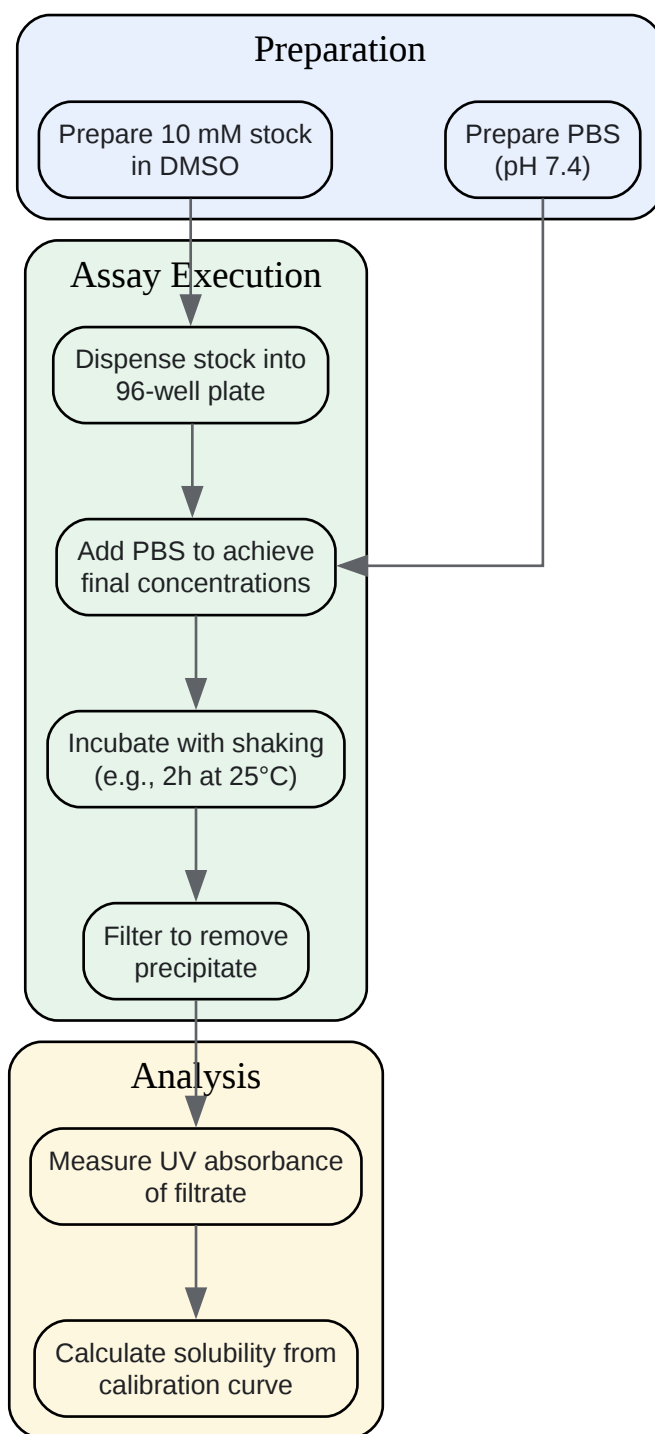 Preparation
Prepare 10 mM stock
in DMSO
Prepare PBS
(pH 7.4)
Assay Execution
Dispense stock into
96-well plate
Add PBS to achieve
final concentrations
Incubate with shaking
(e.g., 2h at 25°C)
Filter to remove
precipitate
Analysis
Measure UV absorbance
of filtrate
Calculate solubility from
calibration curve